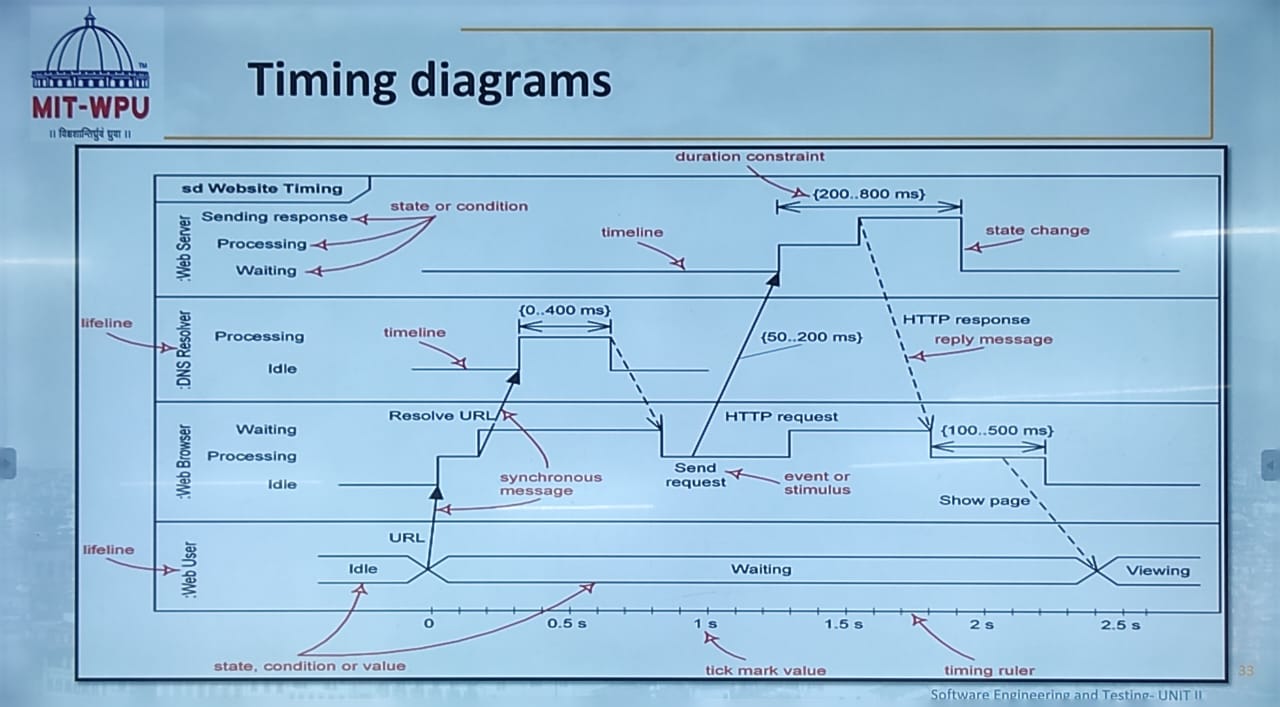 MIT-WPU
TM
॥ विश्वशान्तिर्ध्रुवं ध्रुवा ॥
Timing diagrams
duration constraint
sd Website Timing
{200..800 ms}
state or condition
:Web Server
Sending response
Processing
Waiting
timeline
state change
lifeline
:DNS Resolver
{0..400 ms}
Processing
timeline
Idle
{50..200 ms}
HTTP response
reply message
:Web Browser
Waiting
Processing
Idle
Resolve URL
HTTP request
{100..500 ms}
synchronous
message
Send
request
event or
stimulus
Show page
lifeline
:Web User
URL
Idle
Waiting
Viewing
0
0.5 s
1 s
1.5 s
2 s
2.5 s
state, condition or value
tick mark value
timing ruler
33
Software Engineering and Testing- UNIT II